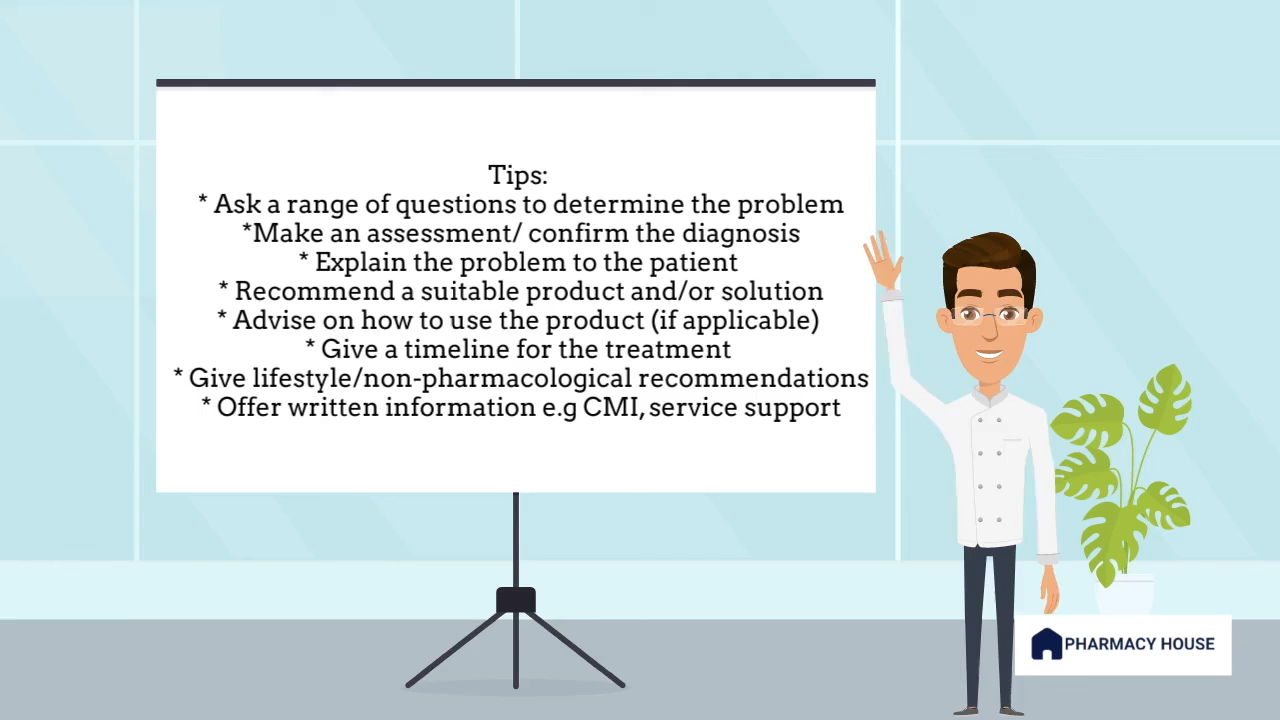 Tips:
* Ask a range of questions to determine the problem
*Make an assessment/ confirm the diagnosis
* Explain the problem to the patient
* Recommend a suitable product and/or solution
* Advise on how to use the product (if applicable)
* Give a timeline for the treatment
* Give lifestyle/non-pharmacological recommendations
* Offer written information e.g CMI, service support
PHARMACY HOUSE